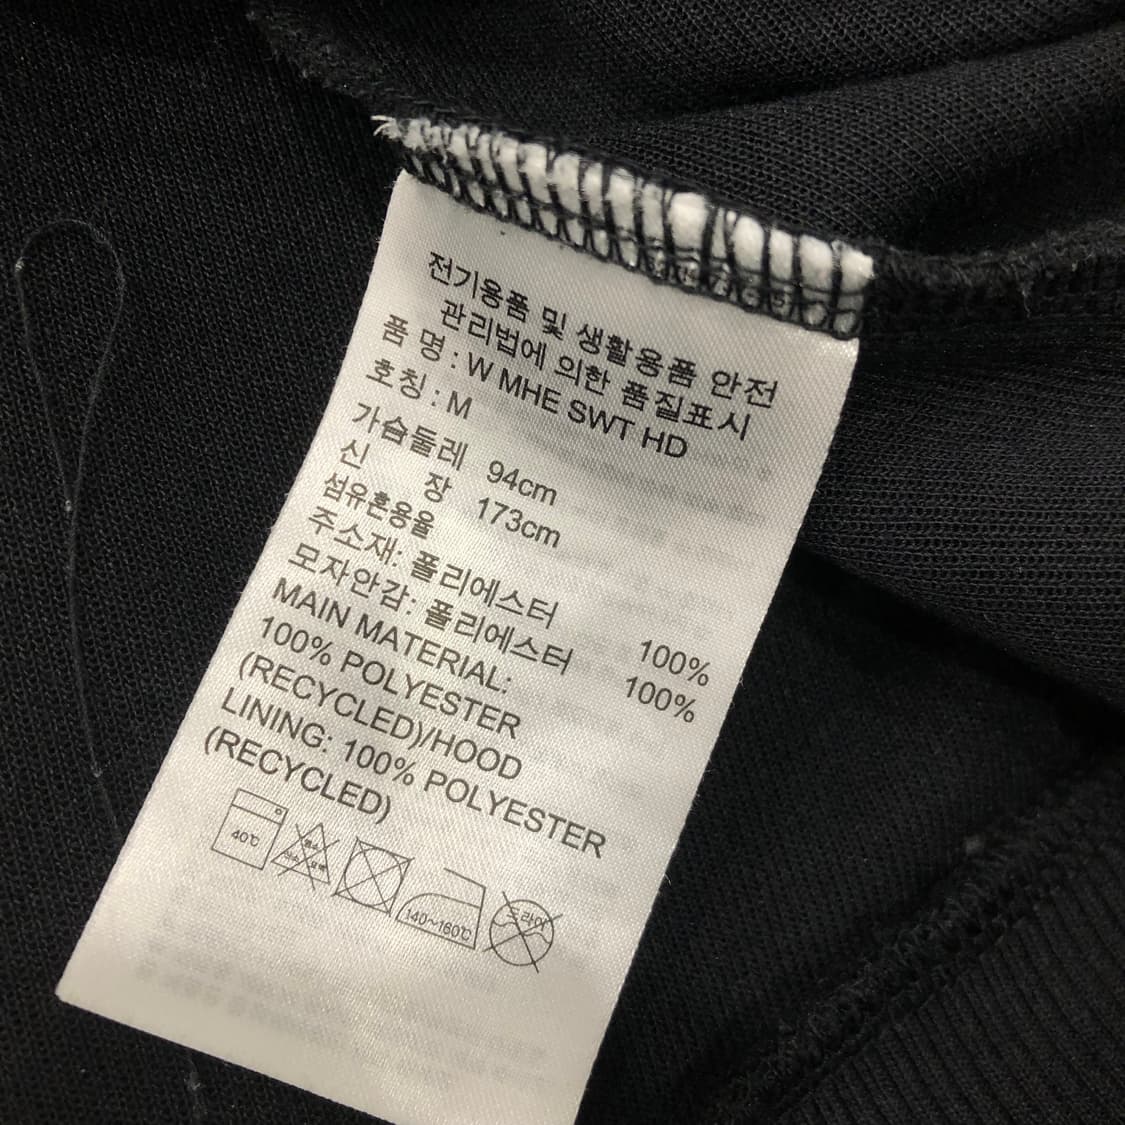 전기용품 및 생활용품 안전
관리법에 의한 품질표시
품 명 : W MHE SWT HD
호칭 : M
가슴둘레 94cm
신 장 173cm
섬유혼용율
주소재: 폴리에스터 100%
모자안감: 폴리에스터 100%
MAIN MATERIAL:
100% POLYESTER
(RECYCLED)/HOOD
LINING: 100% POLYESTER
(RECYCLED)
40℃
140~160℃
드라이